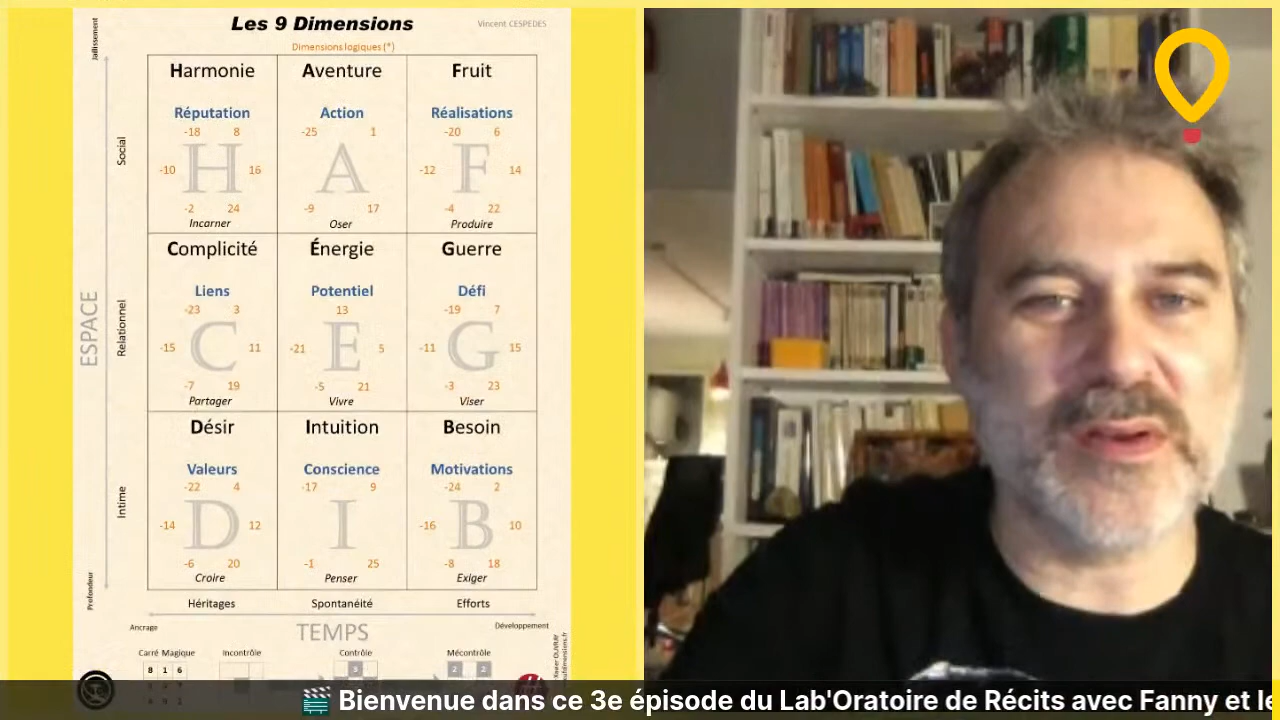 Les 9 Dimensions
Vincent CESPEDES
Dimensions logiques (*)
Jaillissement
Harmonie
Aventure
Fruit
Réputation
Action
Réalisations
-18 8
-25 1
-20 6
Social
-10 H 16
A
-12 F 14
-2 24
-9 17
-4 22
Incarner
Oser
Produire
Complicité
Énergie
Guerre
Liens
Potentiel
Défi
-23 3
13
-19 7
ESPACE
Relationnel
-15 C 11
-21 E 5
-11 G 15
-7 19
-5 21
-3 23
Partager
Vivre
Viser
Désir
Intuition
Besoin
Valeurs
Conscience
Motivations
-22 4
-17 9
-24 2
Intime
-14 D 12
I
-16 B 10
-6 20
-1 25
-8 18
Croire
Penser
Exiger
Profondeur
Héritages
Spontanéité
Efforts
Ancrage
TEMPS
Développement
Carré Magique
Incontrôle
Contrôle
Mécontrôle
8 1 6
3
2 2
Bienvenue dans ce 3e épisode du Lab'Oratoire de Récits avec Fanny et le